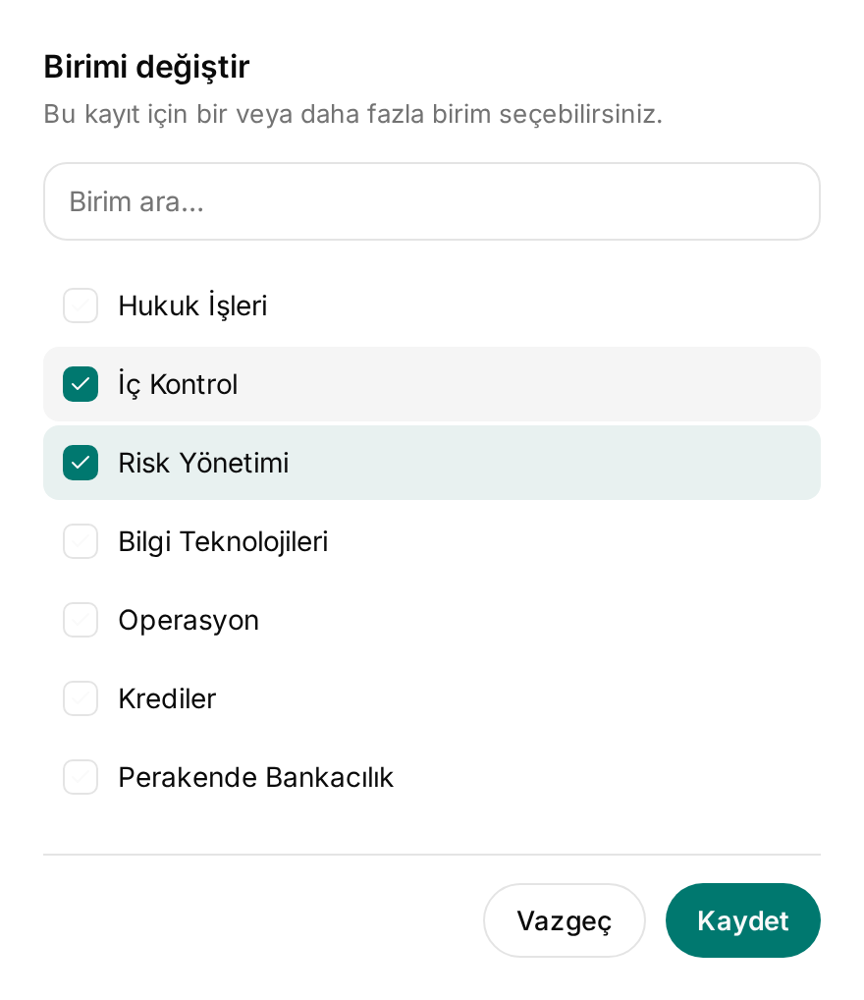 Birimi değiştir
Bu kayıt için bir veya daha fazla birim seçebilirsiniz.
Birim ara...
Hukuk İşleri
İç Kontrol
Risk Yönetimi
Bilgi Teknolojileri
Operasyon
Krediler
Perakende Bankacılık
Vazgeç
Kaydet